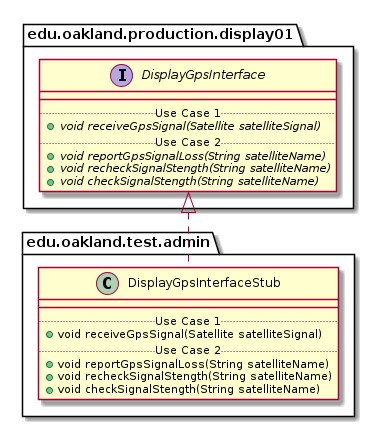 edu.oakland.production.display01
I DisplayGpsInterface
Use Case 1
void receiveGpsSignal(Satellite satelliteSignal)
Use Case 2
void reportGpsSignalLoss(String satelliteName)
void recheckSignalStength(String satelliteName)
void checkSignalStength(String satelliteName)
edu.oakland.test.admin
C DisplayGpsInterfaceStub
Use Case 1
void receiveGpsSignal(Satellite satelliteSignal)
Use Case 2
void reportGpsSignalLoss(String satelliteName)
void recheckSignalStength(String satelliteName)
void checkSignalStength(String satelliteName)